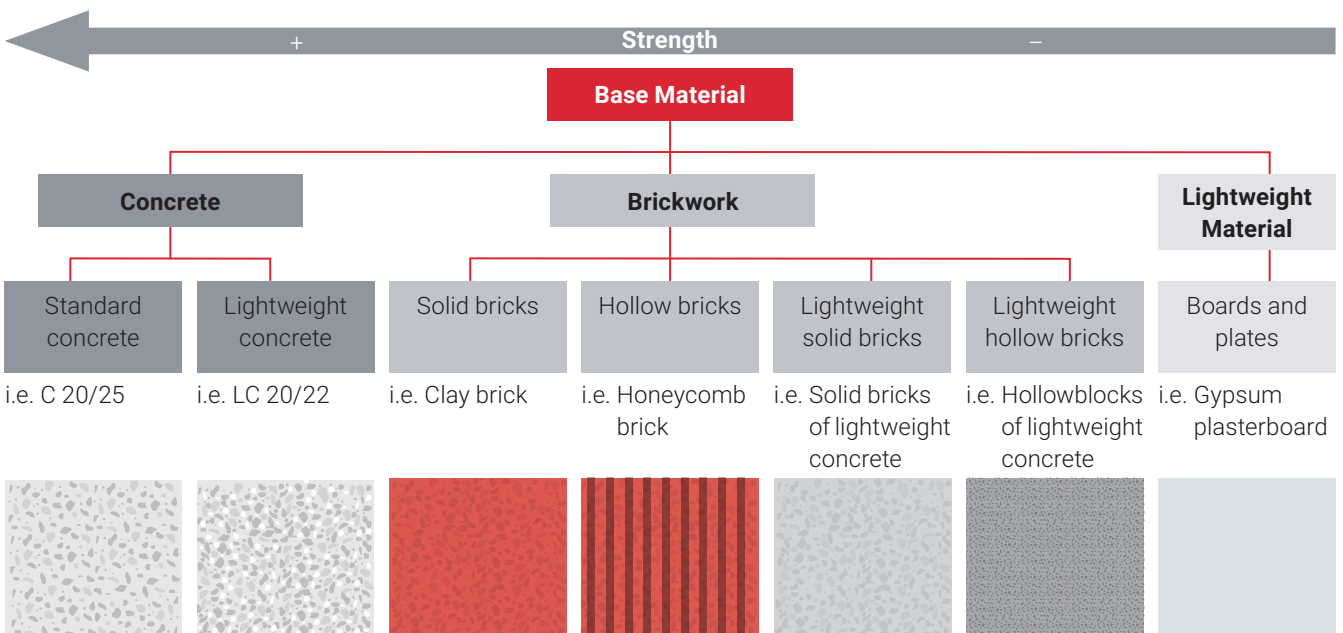 + Strength −
Base Material
Concrete
Brickwork
Lightweight
Material
Standard
concrete
Lightweight
concrete
Solid bricks
Hollow bricks
Lightweight
solid bricks
Lightweight
hollow bricks
Boards and
plates
i.e. C 20/25
i.e. LC 20/22
i.e. Clay brick
i.e. Honeycomb
brick
i.e. Solid bricks
of lightweight
concrete
i.e. Hollowblocks
of lightweight
concrete
i.e. Gypsum
plasterboard